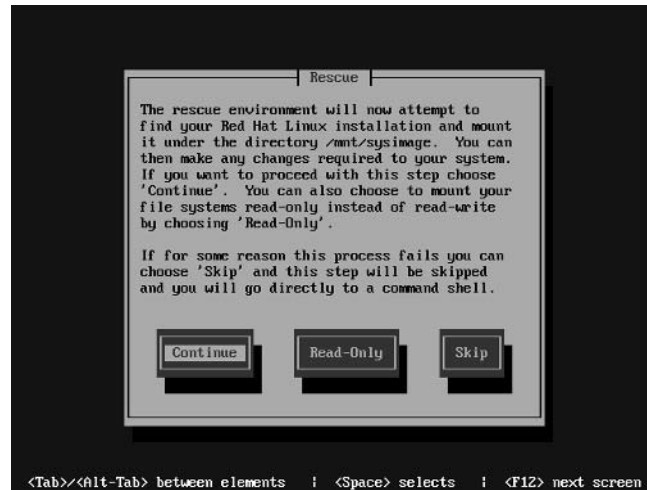 Rescue
The rescue environment will now attempt to
find your Red Hat Linux installation and mount
it under the directory /mnt/sysimage.  You can
then make any changes required to your system.
If you want to proceed with this step choose
'Continue'.  You can also choose to mount your
file systems read-only instead of read-write
by choosing 'Read-Only'.
If for some reason this process fails you can
choose 'Skip' and this step will be skipped
and you will go directly to a command shell.
Continue Read-Only Skip
<Tab>/<Alt-Tab> between elements | <Space> selects | <F12> next screen